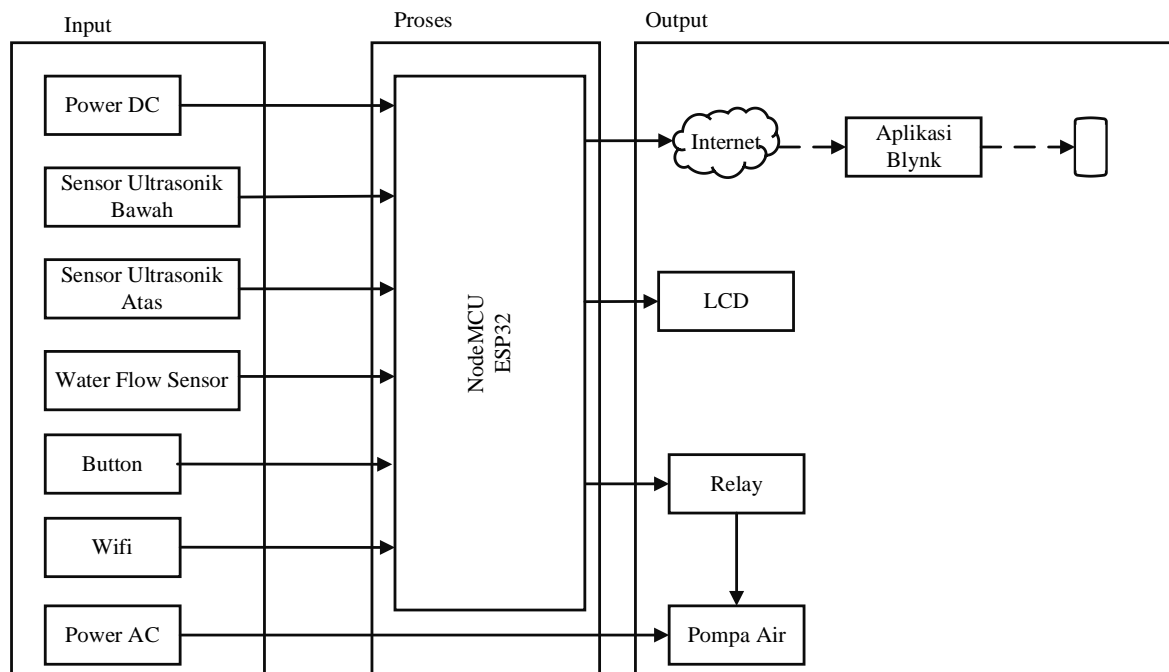 Input
Proses
Output
Power DC
Sensor Ultrasonik
Bawah
Sensor Ultrasonik
Atas
Water Flow Sensor
Button
Wifi
Power AC
NodeMCU
ESP32
Internet
Aplikasi
Blynk
LCD
Relay
Pompa Air